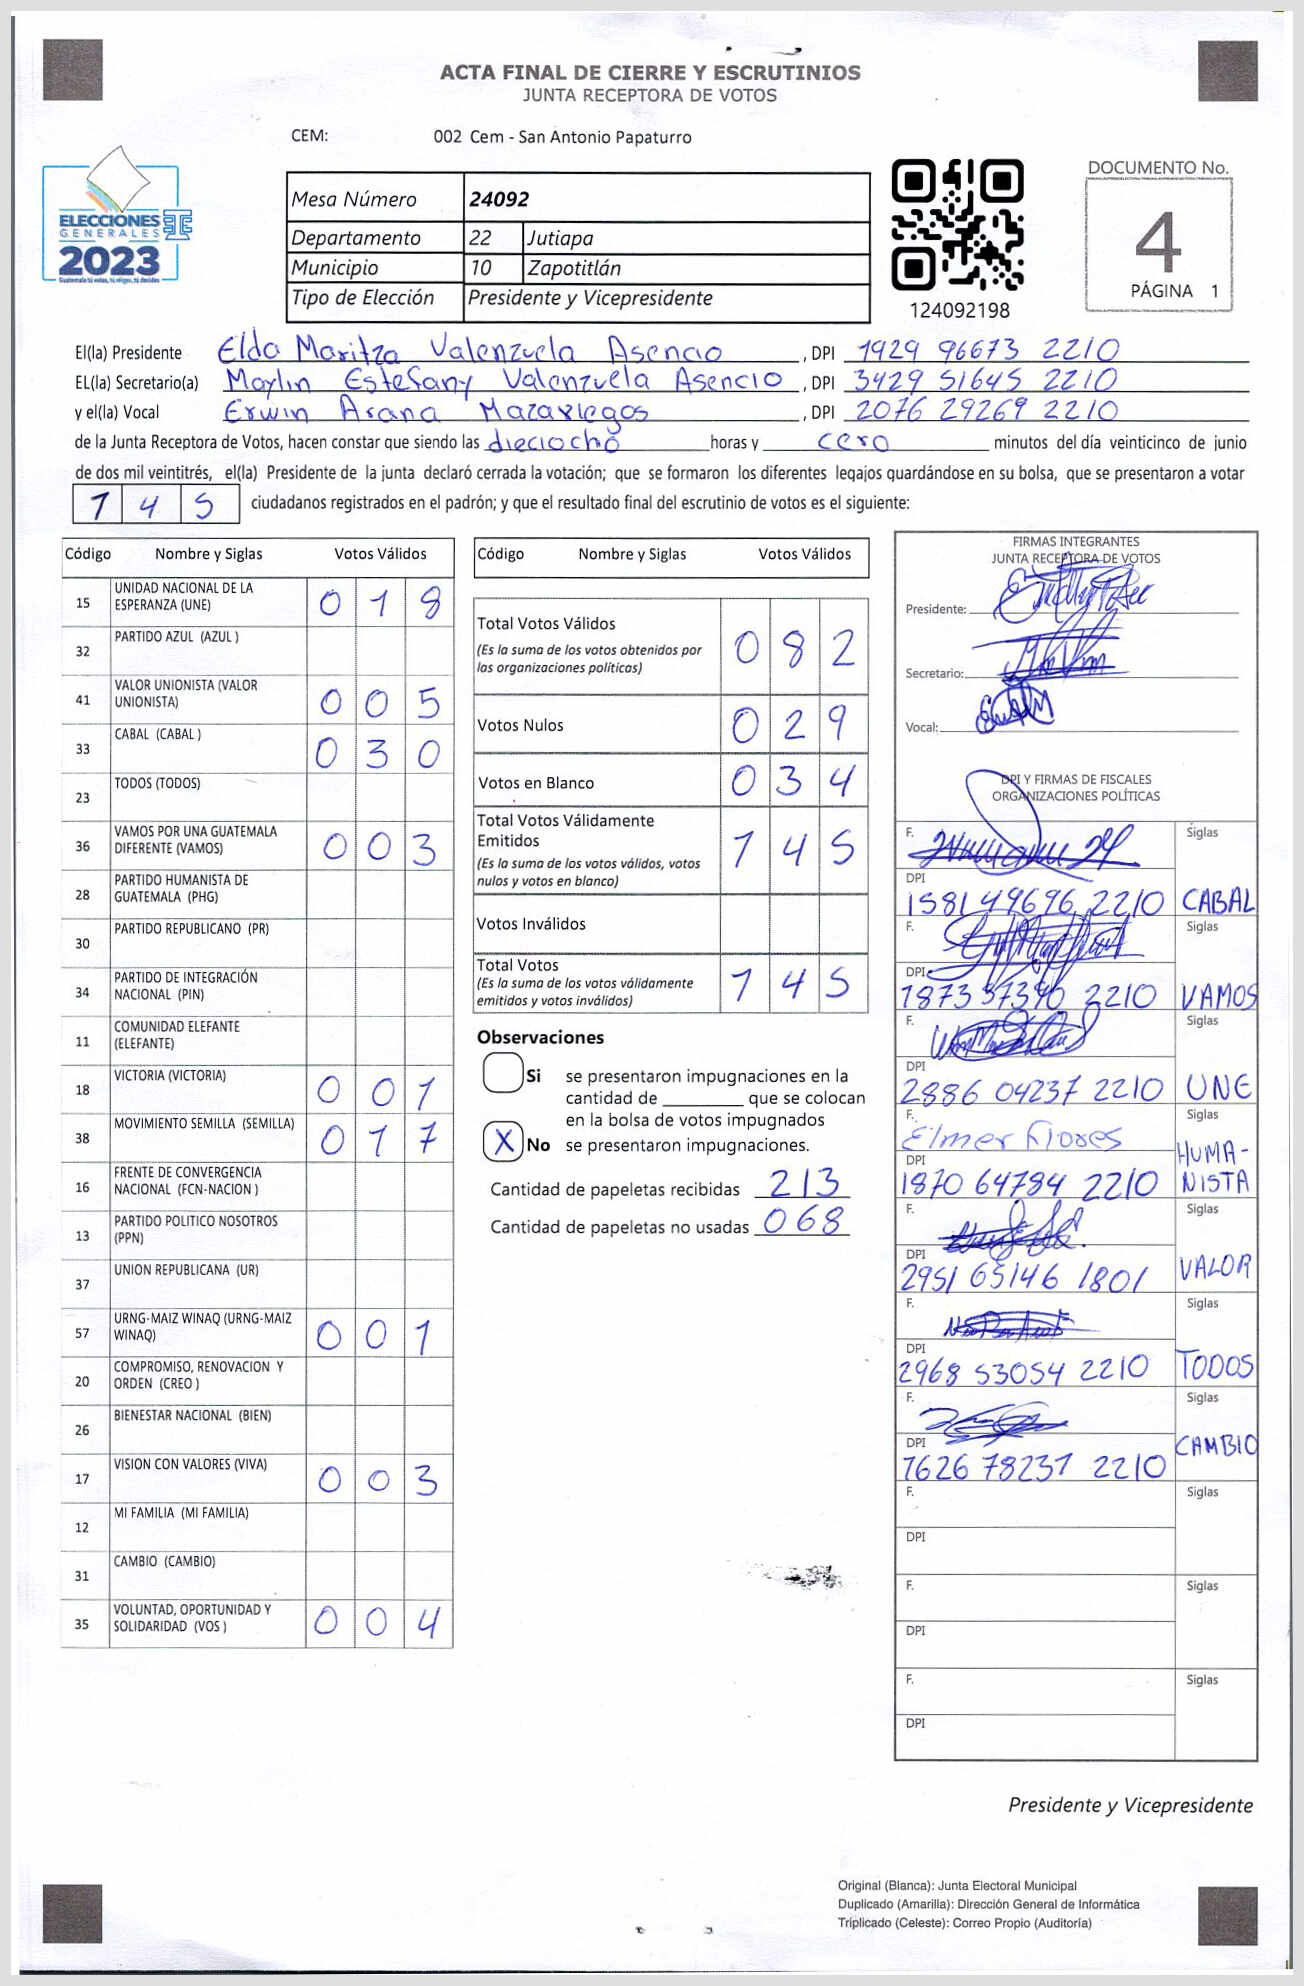 ACTA FINAL DE CIERRE Y ESCRUTINIOS
JUNTA RECEPTORA DE VOTOS
CEM: 002 Cem - San Antonio Papaturro
ELECCIONES
GENERALES
2023
Guatemala tú votas, tú eliges, tú decides
Mesa Número 24092
Departamento 22 Jutiapa
Municipio 10 Zapotitlán
Tipo de Elección Presidente y Vicepresidente
124092198
DOCUMENTO No.
4
PÁGINA 1
El(la) Presidente Elda Maritza Valenzuela Asencio, DPI 1929 96673 2210
EL(la) Secretario(a) Maylin Estefany Valenzuela Asencio, DPI 3429 51645 2210
y el(la) Vocal Erwin Arana Mazariegos, DPI 2076 29269 2210
de la Junta Receptora de Votos, hacen constar que siendo las dieciocho horas y cero minutos del día veinticinco de junio
de dos mil veintitrés, el(la) Presidente de la junta declaró cerrada la votación; que se formaron los diferentes legajos quardándose en su bolsa, que se presentaron a votar
1 4 5 ciudadanos registrados en el padrón; y que el resultado final del escrutinio de votos es el siguiente:
Código Nombre y Siglas Votos Válidos
15 UNIDAD NACIONAL DE LA ESPERANZA (UNE) 0 1 8
32 PARTIDO AZUL (AZUL )
41 VALOR UNIONISTA (VALOR UNIONISTA) 0 0 5
33 CABAL (CABAL ) 0 3 0
23 TODOS (TODOS)
36 VAMOS POR UNA GUATEMALA DIFERENTE (VAMOS) 0 0 3
28 PARTIDO HUMANISTA DE GUATEMALA (PHG)
30 PARTIDO REPUBLICANO (PR)
34 PARTIDO DE INTEGRACIÓN NACIONAL (PIN)
11 COMUNIDAD ELEFANTE (ELEFANTE)
18 VICTORIA (VICTORIA) 0 0 1
38 MOVIMIENTO SEMILLA (SEMILLA) 0 1 7
16 FRENTE DE CONVERGENCIA NACIONAL (FCN-NACION )
13 PARTIDO POLITICO NOSOTROS (PPN)
37 UNION REPUBLICANA (UR)
57 URNG-MAIZ WINAQ (URNG-MAIZ WINAQ) 0 0 1
20 COMPROMISO, RENOVACION Y ORDEN (CREO )
26 BIENESTAR NACIONAL (BIEN)
17 VISION CON VALORES (VIVA) 0 0 3
12 MI FAMILIA (MI FAMILIA)
31 CAMBIO (CAMBIO)
35 VOLUNTAD, OPORTUNIDAD Y SOLIDARIDAD (VOS ) 0 0 4
Código Nombre y Siglas Votos Válidos
Total Votos Válidos 0 8 2
(Es la suma de los votos obtenidos por
las organizaciones políticas)
Votos Nulos 0 2 9
Votos en Blanco 0 3 4
Total Votos Válidamente
Emitidos 1 4 5
(Es la suma de los votos válidos, votos
nulos y votos en blanco)
Votos Inválidos
Total Votos 1 4 5
(Es la suma de los votos válidamente
emitidos y votos inválidos)
Observaciones
Si se presentaron impugnaciones en la
cantidad de ________ que se colocan
en la bolsa de votos impugnados
X No se presentaron impugnaciones.
Cantidad de papeletas recibidas 213
Cantidad de papeletas no usadas 068
FIRMAS INTEGRANTES
JUNTA RECEPTORA DE VOTOS
Presidente:
Secretario:
Vocal:
DPI Y FIRMAS DE FISCALES
ORGANIZACIONES POLÍTICAS
F. Siglas
DPI
1581 49696 2210 CABAL
F. Siglas
DPI
1873 2210 VAMOS
F. Siglas
DPI
2886 04237 2210 UNE
F. Elmer Flores Siglas
DPI HUMA-
1870 64784 2210 NISTA
F. Siglas
DPI
2951 65146 1801 VALOR
F. Siglas
DPI
2968 53054 2210 TODOS
F. Siglas
DPI
1626 78231 2210 CAMBIO
F. Siglas
DPI
F. Siglas
DPI
F. Siglas
DPI
Presidente y Vicepresidente
Original (Blanca): Junta Electoral Municipal
Duplicado (Amarilla): Dirección General de Informática
Triplicado (Celeste): Correo Propio (Auditoría)